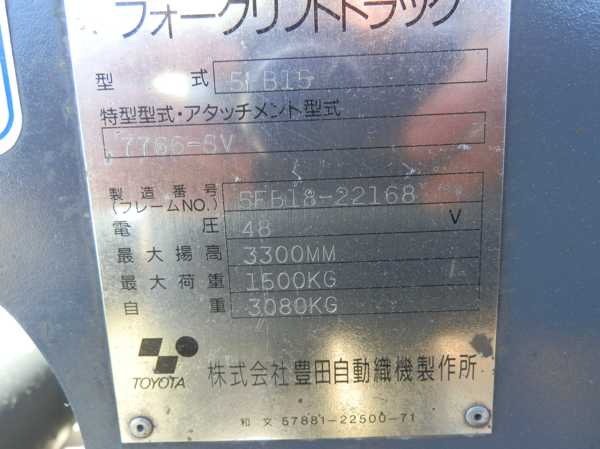 フォークリフトトラック
型 式 5FB15
特型型式・アタッチメント型式
7766-SV
製造番号
(フレームNO.) 5FB18-22168
電 圧 48 V
最大揚高 3300MM
最大荷重 1500KG
自 重 3080KG
TOYOTA 株式会社豊田自動織機製作所
和文 57881-22500-71